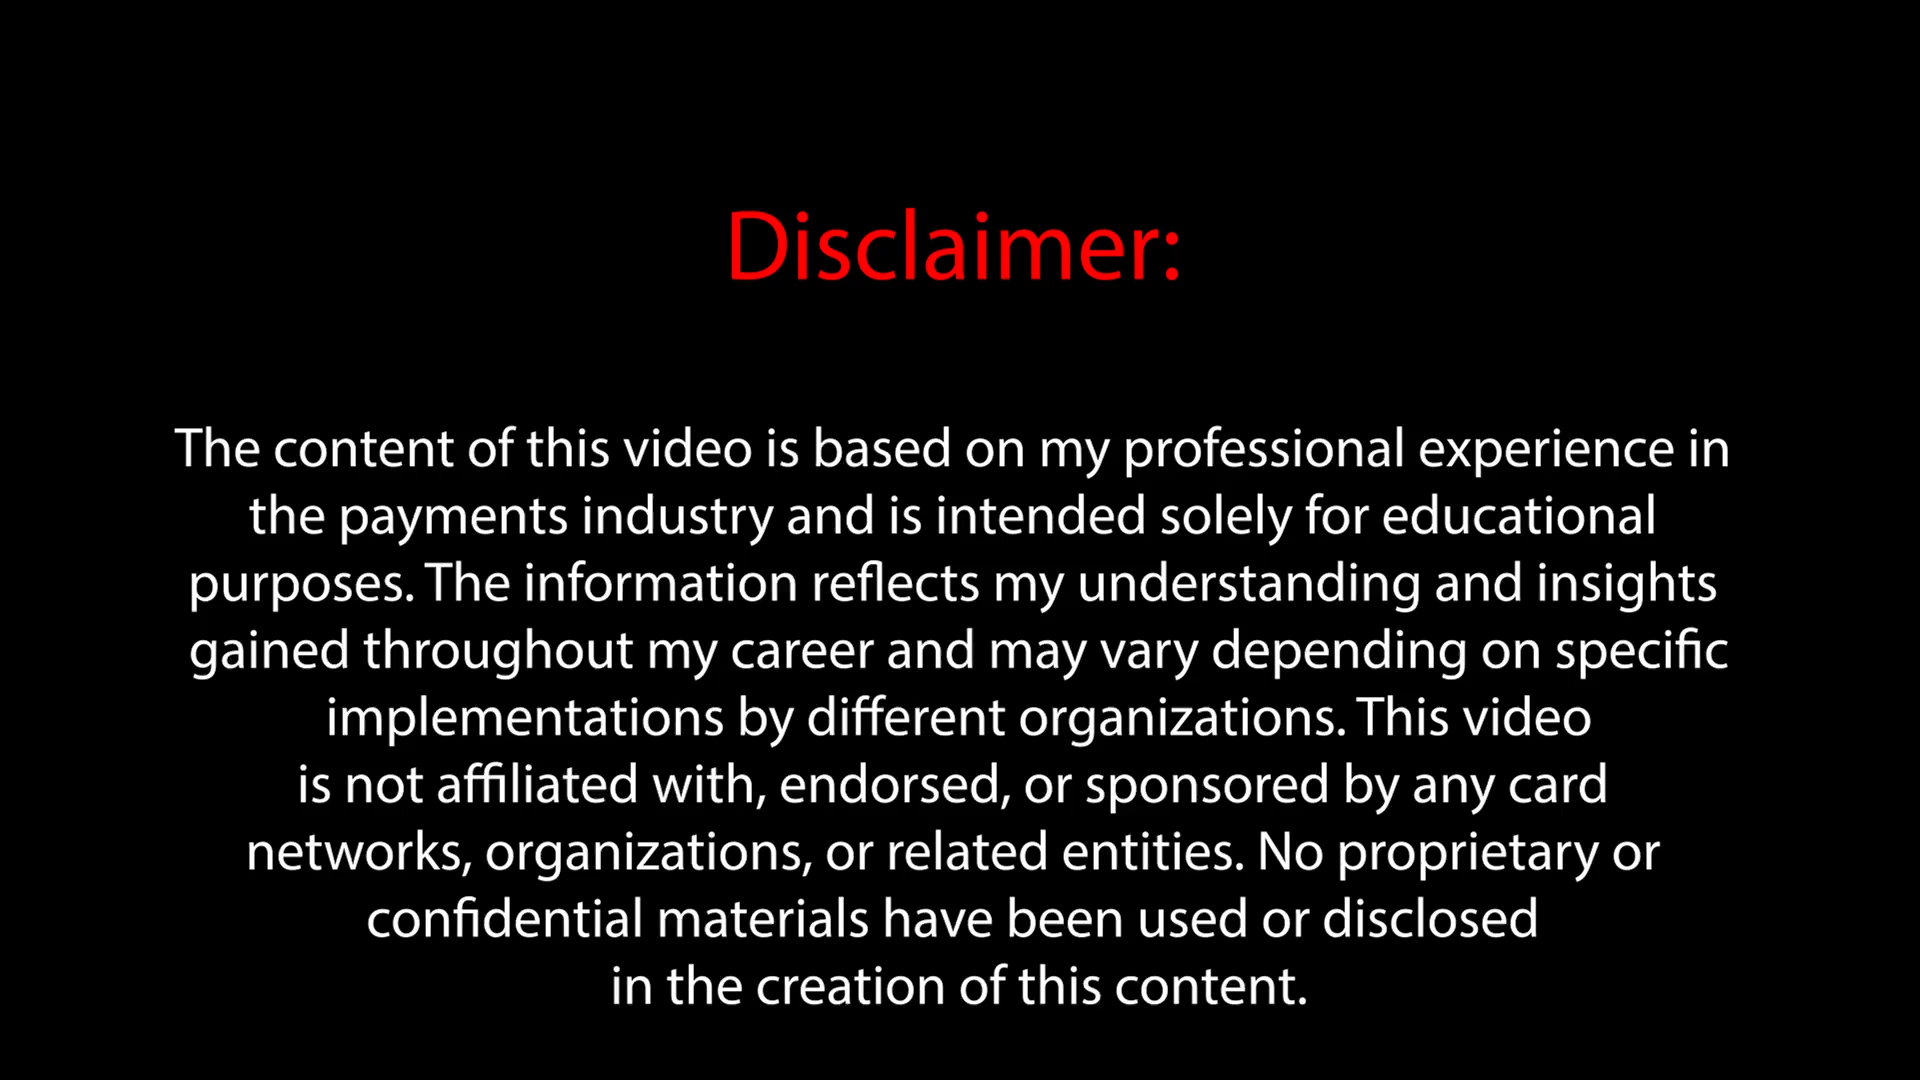 Disclaimer:
The content of this video is based on my professional experience in
the payments industry and is intended solely for educational
purposes. The information reflects my understanding and insights
gained throughout my career and may vary depending on specific
implementations by different organizations. This video
is not affiliated with, endorsed, or sponsored by any card
networks, organizations, or related entities. No proprietary or
confidential materials have been used or disclosed
in the creation of this content.